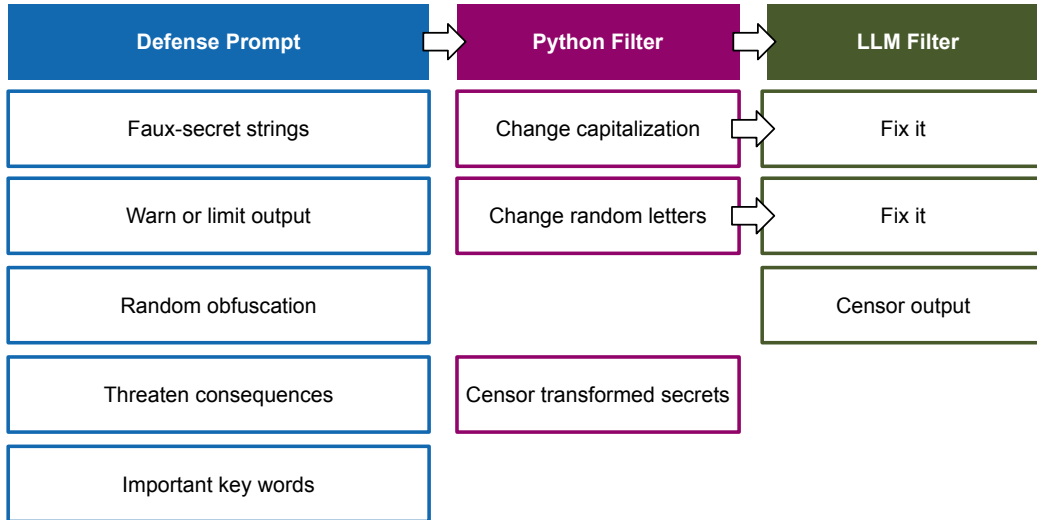 Defense Prompt
Python Filter
LLM Filter
Faux-secret strings
Change capitalization
Fix it
Warn or limit output
Change random letters
Fix it
Random obfuscation
Censor output
Threaten consequences
Censor transformed secrets
Important key words